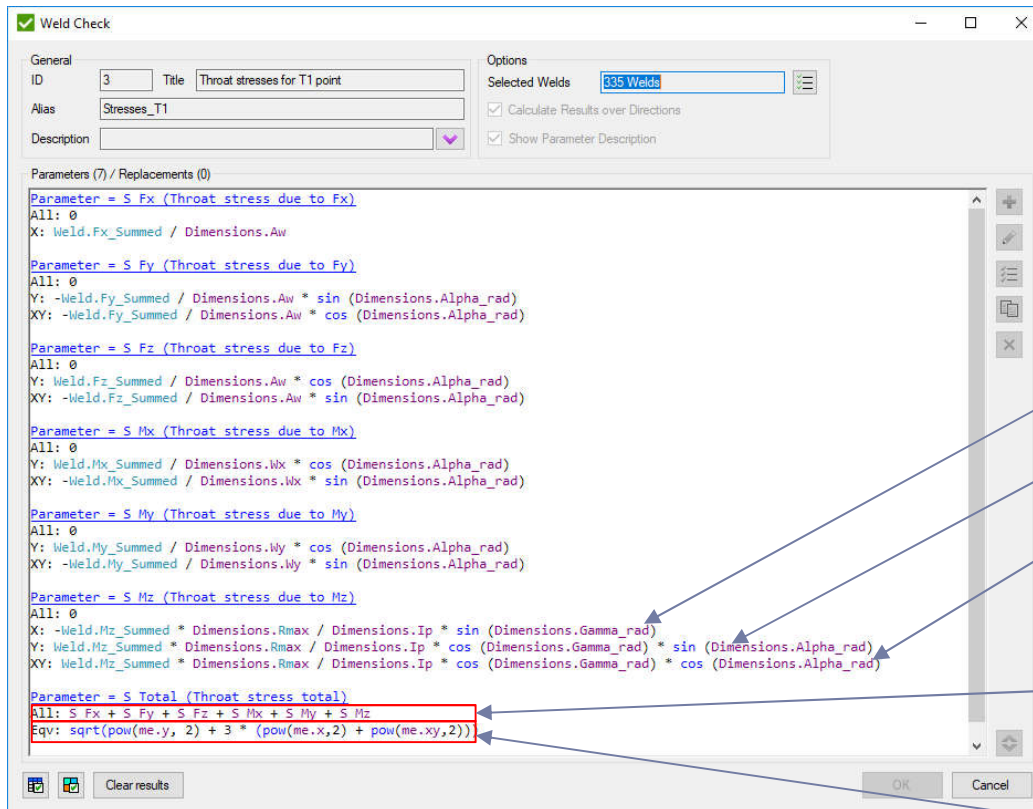 Weld Check
General
ID 3 Title Throat stresses for T1 point
Alias Stresses_T1
Description
Options
Selected Welds 335 Welds
Calculate Results over Directions
Show Parameter Description
Parameters (7) / Replacements (0)
Parameter = S Fx (Throat stress due to Fx)
All: 0
X: Weld.Fx_Summed / Dimensions.Aw
Parameter = S Fy (Throat stress due to Fy)
All: 0
Y: -Weld.Fy_Summed / Dimensions.Aw * sin (Dimensions.Alpha_rad)
XY: -Weld.Fy_Summed / Dimensions.Aw * cos (Dimensions.Alpha_rad)
Parameter = S Fz (Throat stress due to Fz)
All: 0
Y: Weld.Fz_Summed / Dimensions.Aw * cos (Dimensions.Alpha_rad)
XY: -Weld.Fz_Summed / Dimensions.Aw * sin (Dimensions.Alpha_rad)
Parameter = S Mx (Throat stress due to Mx)
All: 0
Y: Weld.Mx_Summed / Dimensions.Wx * cos (Dimensions.Alpha_rad)
XY: -Weld.Mx_Summed / Dimensions.Wx * sin (Dimensions.Alpha_rad)
Parameter = S My (Throat stress due to My)
All: 0
Y: Weld.My_Summed / Dimensions.Wy * cos (Dimensions.Alpha_rad)
XY: -Weld.My_Summed / Dimensions.Wy * sin (Dimensions.Alpha_rad)
Parameter = S Mz (Throat stress due to Mz)
All: 0
X: -Weld.Mz_Summed * Dimensions.Rmax / Dimensions.Ip * sin (Dimensions.Gamma_rad)
Y: Weld.Mz_Summed * Dimensions.Rmax / Dimensions.Ip * cos (Dimensions.Gamma_rad) * sin (Dimensions.Alpha_rad)
XY: Weld.Mz_Summed * Dimensions.Rmax / Dimensions.Ip * cos (Dimensions.Gamma_rad) * cos (Dimensions.Alpha_rad)
Parameter = S Total (Throat stress total)
All: S Fx + S Fy + S Fz + S Mx + S My + S Mz
Eqv: sqrt(pow(me.y, 2) + 3 * (pow(me.x,2) + pow(me.xy,2)))
Clear results
OK
Cancel